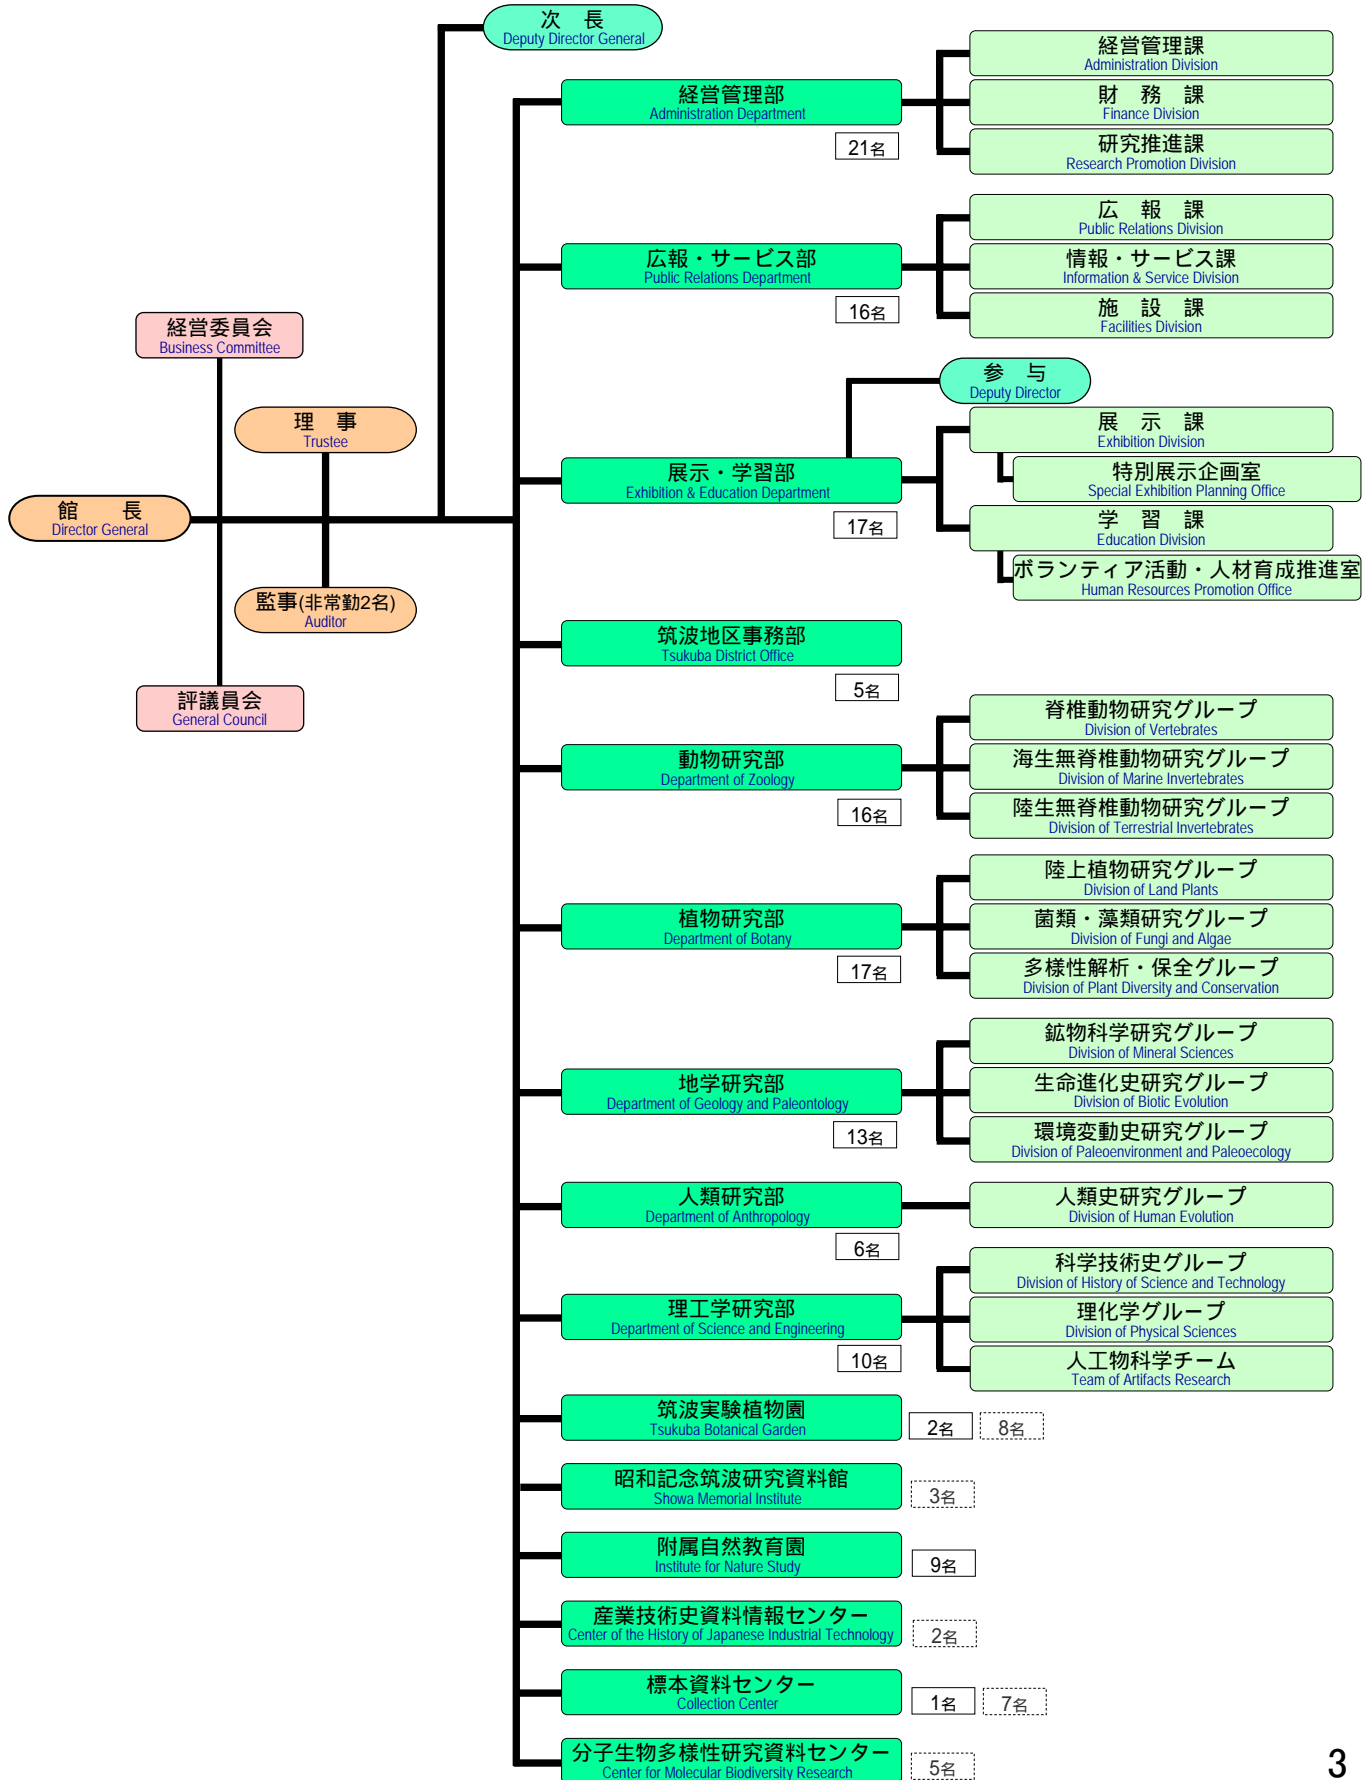 次　長
Deputy Director General
経営管理部
Administration Department
21名
経営管理課
Administration Division
財　務　課
Finance Division
研究推進課
Research Promotion Division
広報・サービス部
Public Relations Department
16名
広　報　課
Public Relations Division
情報・サービス課
Information & Service Division
施　設　課
Facilities Division
経営委員会
Business Committee
理　事
Trustee
館　　長
Director General
監事(非常勤2名)
Auditor
評議員会
General Council
参　与
Deputy Director
展示・学習部
Exhibition & Education Department
17名
展　示　課
Exhibition Division
特別展示企画室
Special Exhibition Planning Office
学　習　課
Education Division
ボランティア活動・人材育成推進室
Human Resources Promotion Office
筑波地区事務部
Tsukuba District Office
5名
動物研究部
Department of Zoology
16名
脊椎動物研究グループ
Division of Vertebrates
海生無脊椎動物研究グループ
Division of Marine Invertebrates
陸生無脊椎動物研究グループ
Division of Terrestrial Invertebrates
植物研究部
Department of Botany
17名
陸上植物研究グループ
Division of Land Plants
菌類・藻類研究グループ
Division of Fungi and Algae
多様性解析・保全グループ
Division of Plant Diversity and Conservation
地学研究部
Department of Geology and Paleontology
13名
鉱物科学研究グループ
Division of Mineral Sciences
生命進化史研究グループ
Division of Biotic Evolution
環境変動史研究グループ
Division of Paleoenvironment and Paleoecology
人類研究部
Department of Anthropology
6名
人類史研究グループ
Division of Human Evolution
理工学研究部
Department of Science and Engineering
10名
科学技術史グループ
Division of History of Science and Technology
理化学グループ
Division of Physical Sciences
人工物科学チーム
Team of Artifacts Research
筑波実験植物園
Tsukuba Botanical Garden
2名 8名
昭和記念筑波研究資料館
Showa Memorial Institute
3名
附属自然教育園
Institute for Nature Study
9名
産業技術史資料情報センター
Center of the History of Japanese Industrial Technology
2名
標本資料センター
Collection Center
1名 7名
分子生物多様性研究資料センター
Center for Molecular Biodiversity Research
5名
3